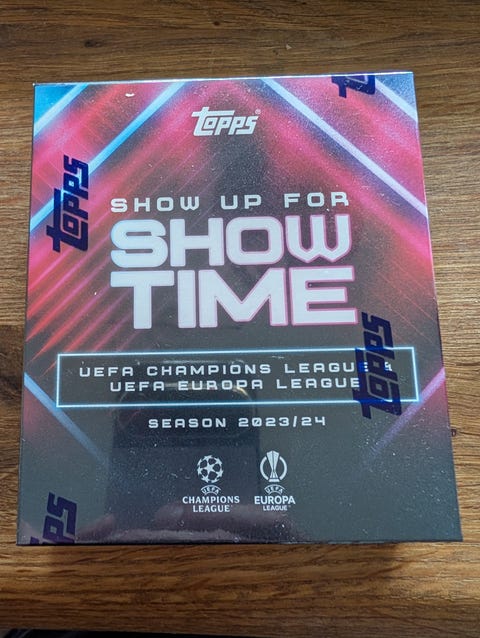 Topps
Topps
SHOW UP FOR
SHOW
TIME
Topps
UEFA CHAMPIONS LEAGUE &
UEFA EUROPA LEAGUE
Topps
SEASON 2023/24
UEFA
CHAMPIONS
LEAGUE
UEFA
EUROPA
LEAGUE